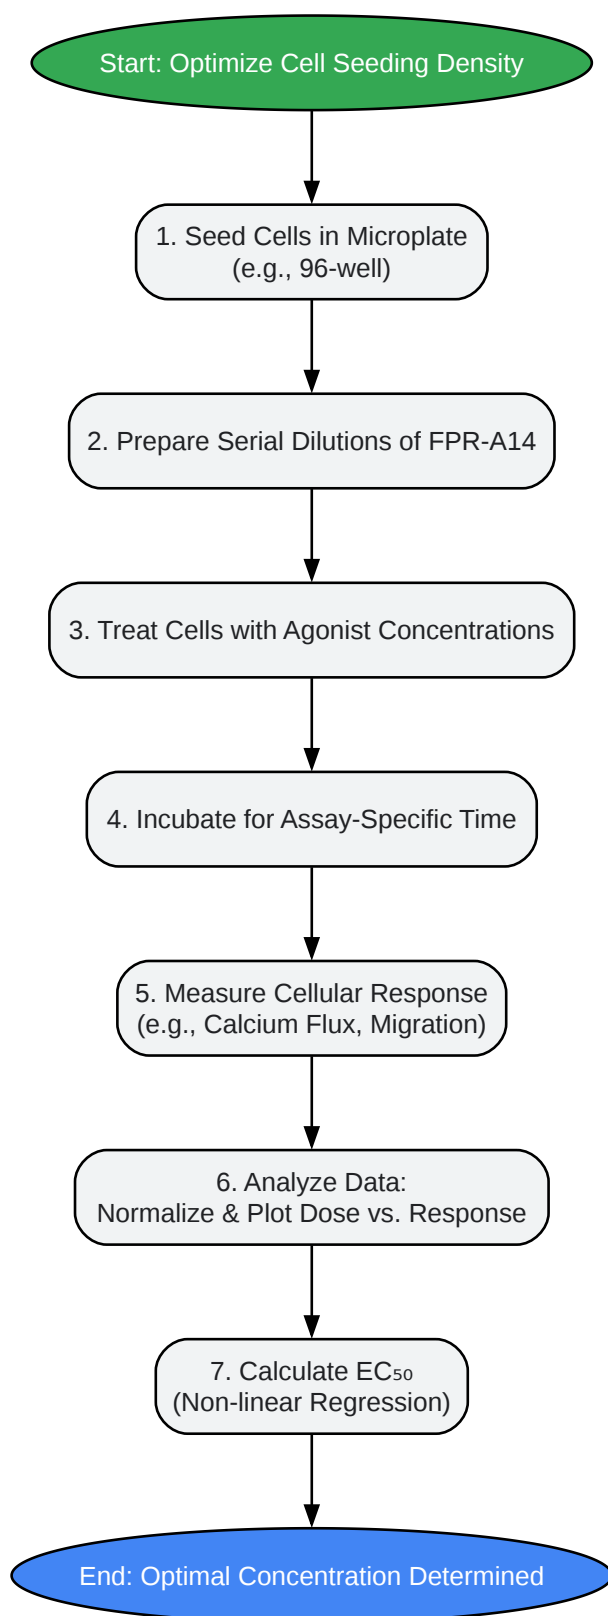 Start: Optimize Cell Seeding Density
1. Seed Cells in Microplate
(e.g., 96-well)
2. Prepare Serial Dilutions of FPR-A14
3. Treat Cells with Agonist Concentrations
4. Incubate for Assay-Specific Time
5. Measure Cellular Response
(e.g., Calcium Flux, Migration)
6. Analyze Data:
Normalize & Plot Dose vs. Response
7. Calculate EC₅₀
(Non-linear Regression)
End: Optimal Concentration Determined